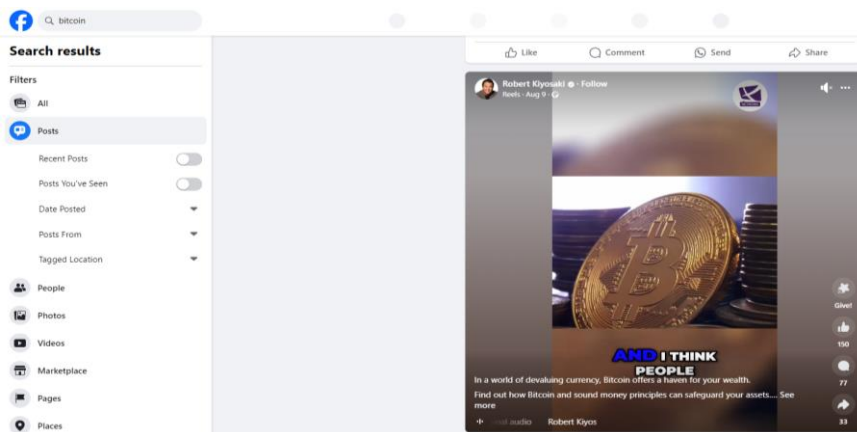 bitcoin
Search results
Filters
All
Posts
Recent Posts
Posts You've Seen
Date Posted
Posts From
Tagged Location
People
Photos
Videos
Marketplace
Pages
Places
Like
Comment
Send
Share
Robert Kiyosaki · Follow
Reels · Aug 9 ·
AND I THINK
PEOPLE
In a world of devaluing currency, Bitcoin offers a haven for your wealth.
Find out how Bitcoin and sound money principles can safeguard your assets.... See
more
audio Robert Kiyos
Give!
150
77
33